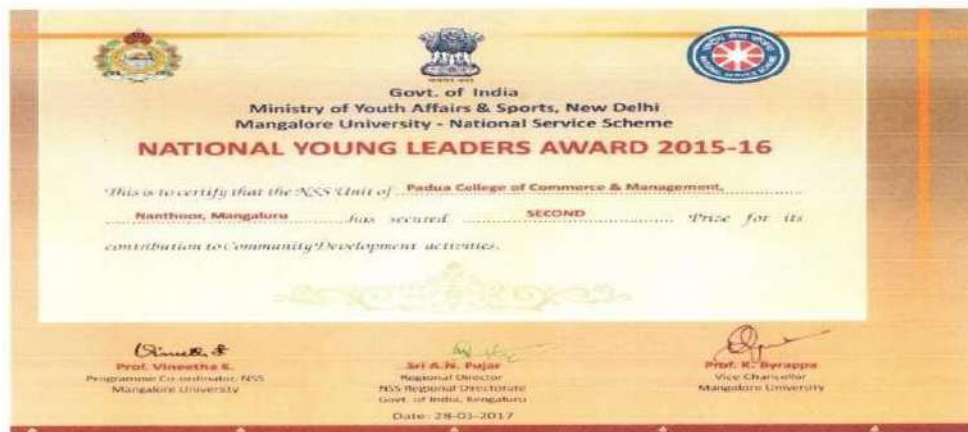 Govt. of India
Ministry of Youth Affairs & Sports, New Delhi
Mangalore University - National Service Scheme
NATIONAL YOUNG LEADERS AWARD 2015-16
This is to certify that the NSS Unit of Padua College of Commerce & Management,
Nanthoor, Mangaluru has secured SECOND Prize for its
contribution to Community Development activities.
Prof. Vineetha K. Sri A.N. Pujar Prof. K. Byrappa
Programme Co-ordinator, NSS Regional Director Vice Chancellor
Mangalore University NSS Regional Directorate Mangalore University
Govt. of India, Bengaluru
Date: 28-03-2017